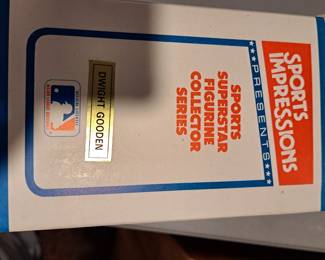 SPORTS
IMPRESSIONS
PRESENTS
SPORTS
SUPERSTAR
FIGURINE
COLLECTOR
SERIES
DWIGHT GOODEN